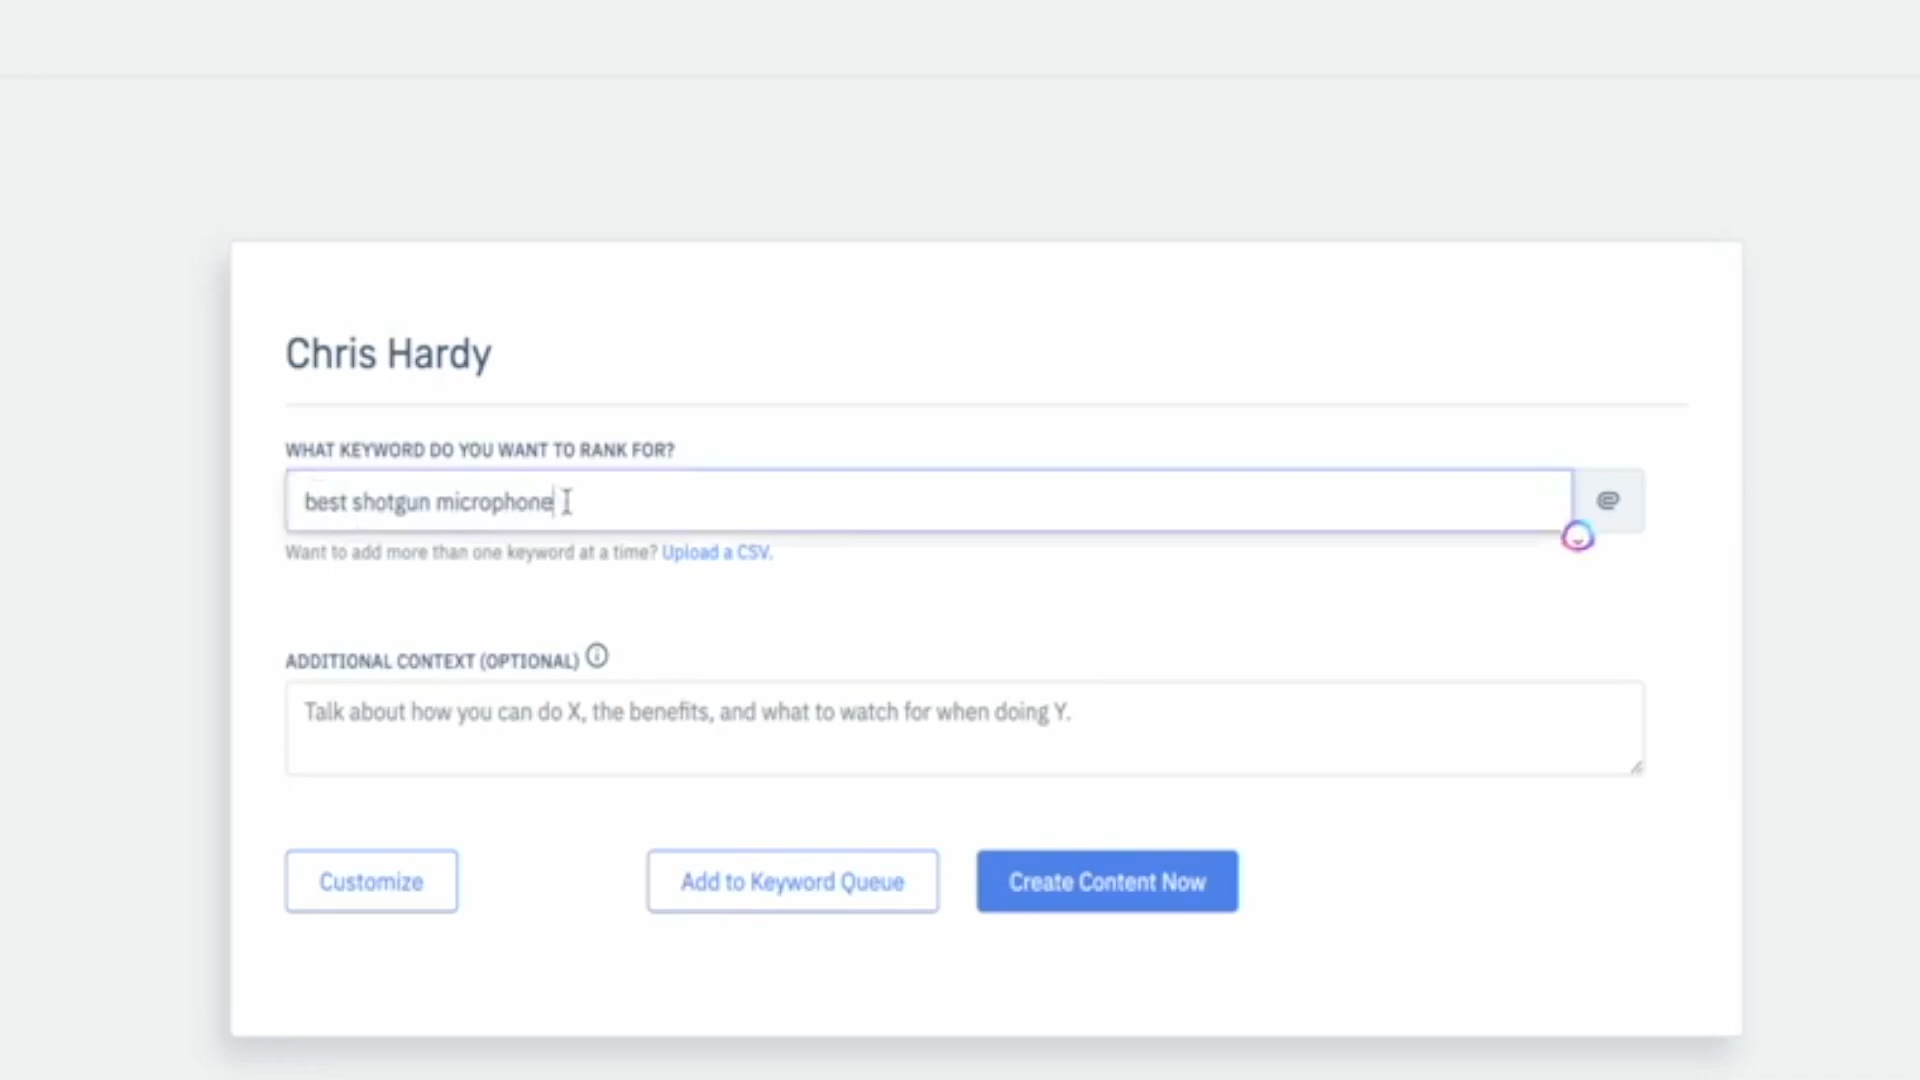 Chris Hardy
WHAT KEYWORD DO YOU WANT TO RANK FOR?
best shotgun microphone
Want to add more than one keyword at a time? Upload a CSV.
ADDITIONAL CONTEXT (OPTIONAL)
Talk about how you can do X, the benefits, and what to watch for when doing Y.
Customize
Add to Keyword Queue
Create Content Now